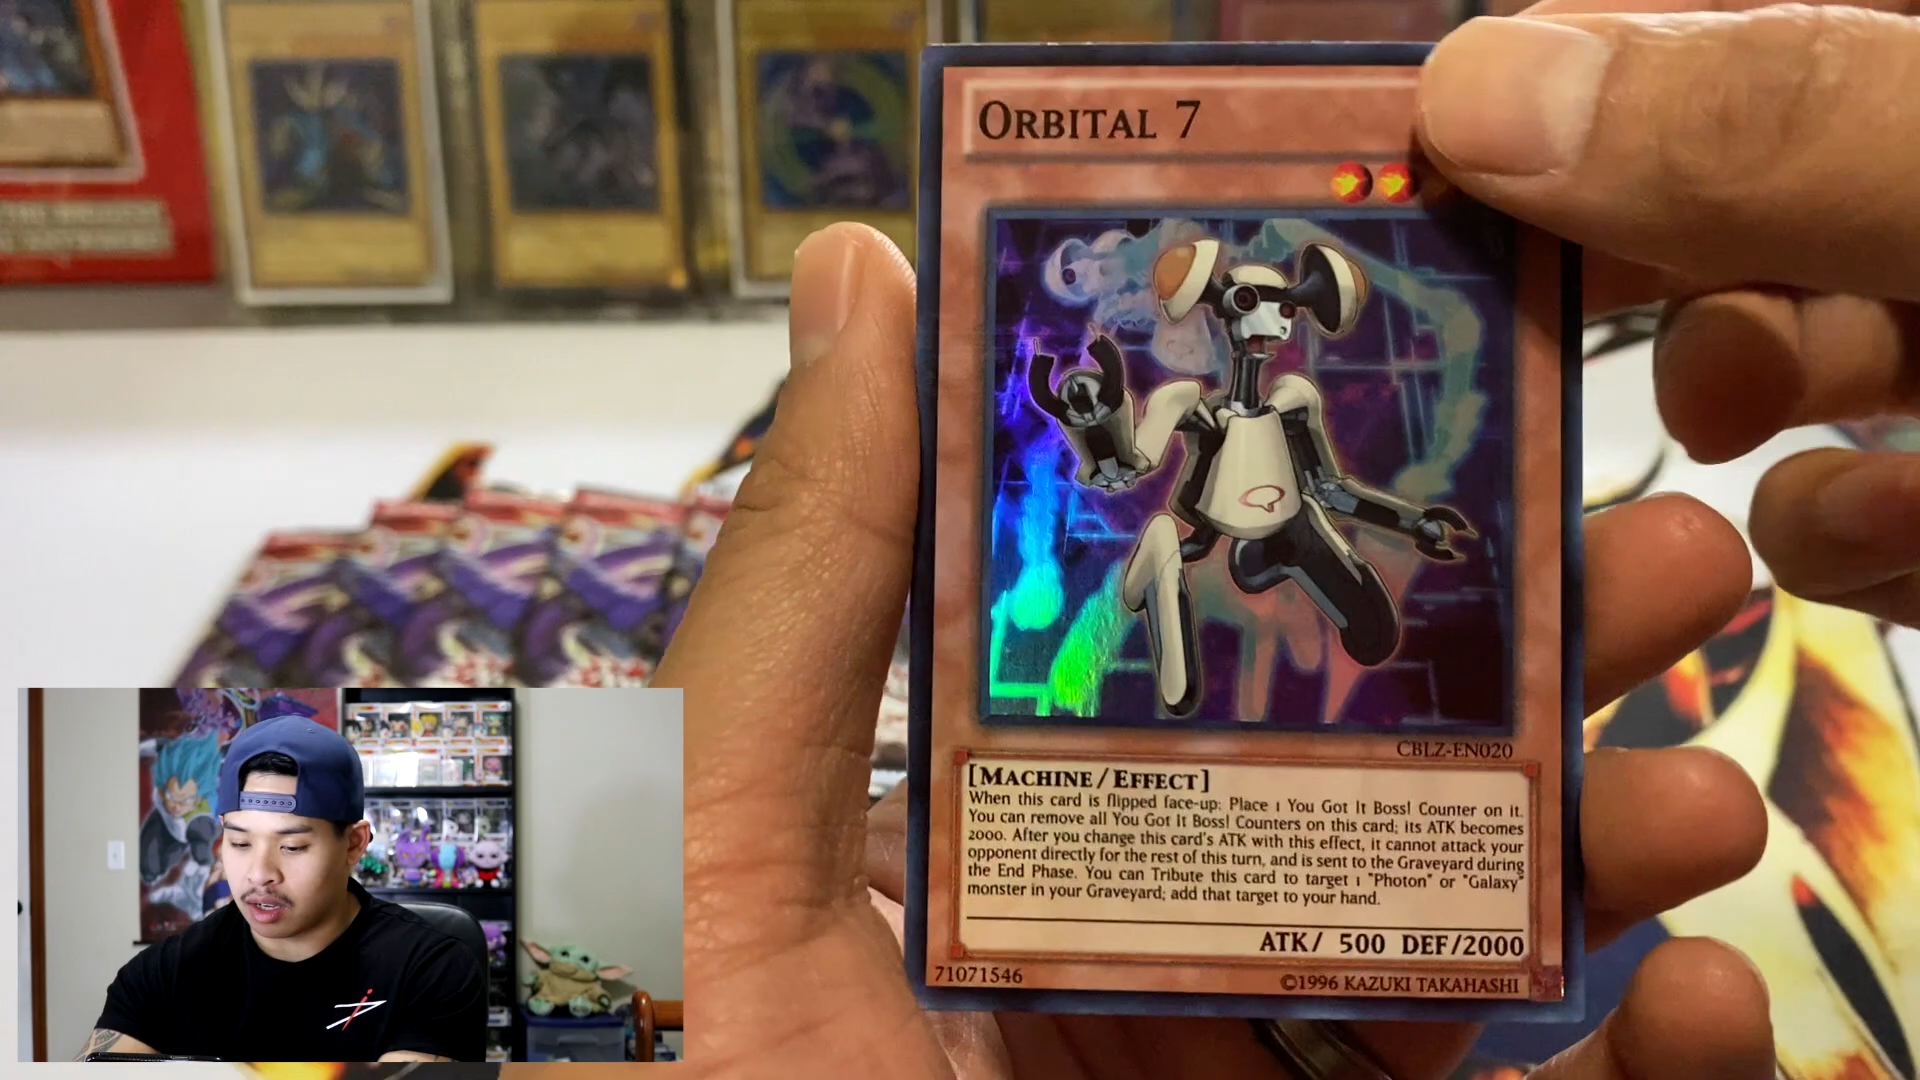 ORBITAL 7
CBLZ-EN020
[MACHINE/EFFECT]
When this card is flipped face-up: Place 1 You Got It Boss! Counter on it.
You can remove all You Got It Boss! Counters on this card; its ATK becomes
2000. After you change this card's ATK with this effect, it cannot attack your
opponent directly for the rest of this turn, and is sent to the Graveyard during
the End Phase. You can Tribute this card to target 1 "Photon" or "Galaxy"
monster in your Graveyard; add that target to your hand.
ATK/ 500 DEF/2000
71071546
©1996 KAZUKI TAKAHASHI